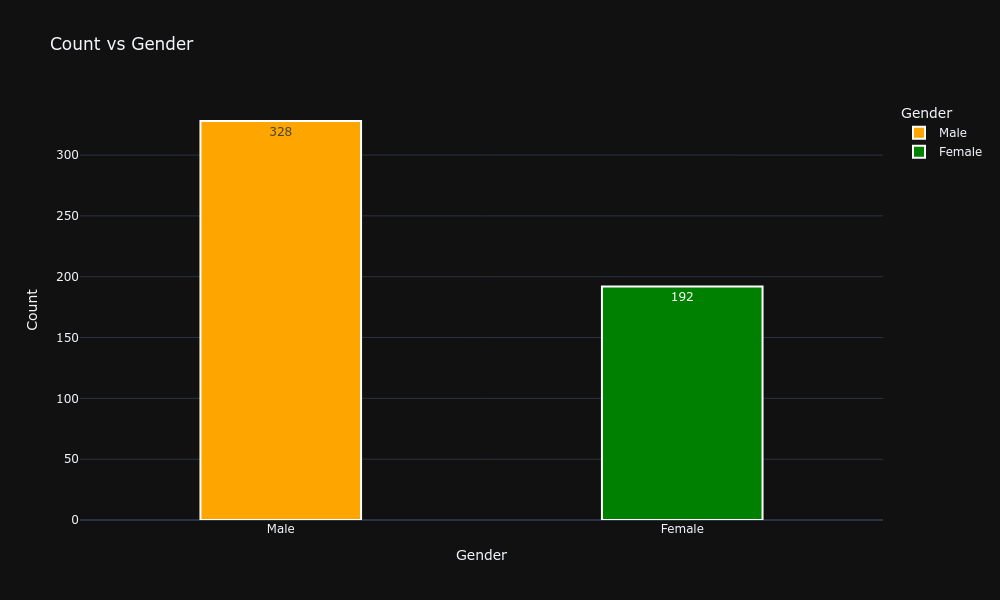 Count vs Gender
Gender
Male
Female
328
192
300
250
200
150
100
50
0
Count
Male
Female
Gender